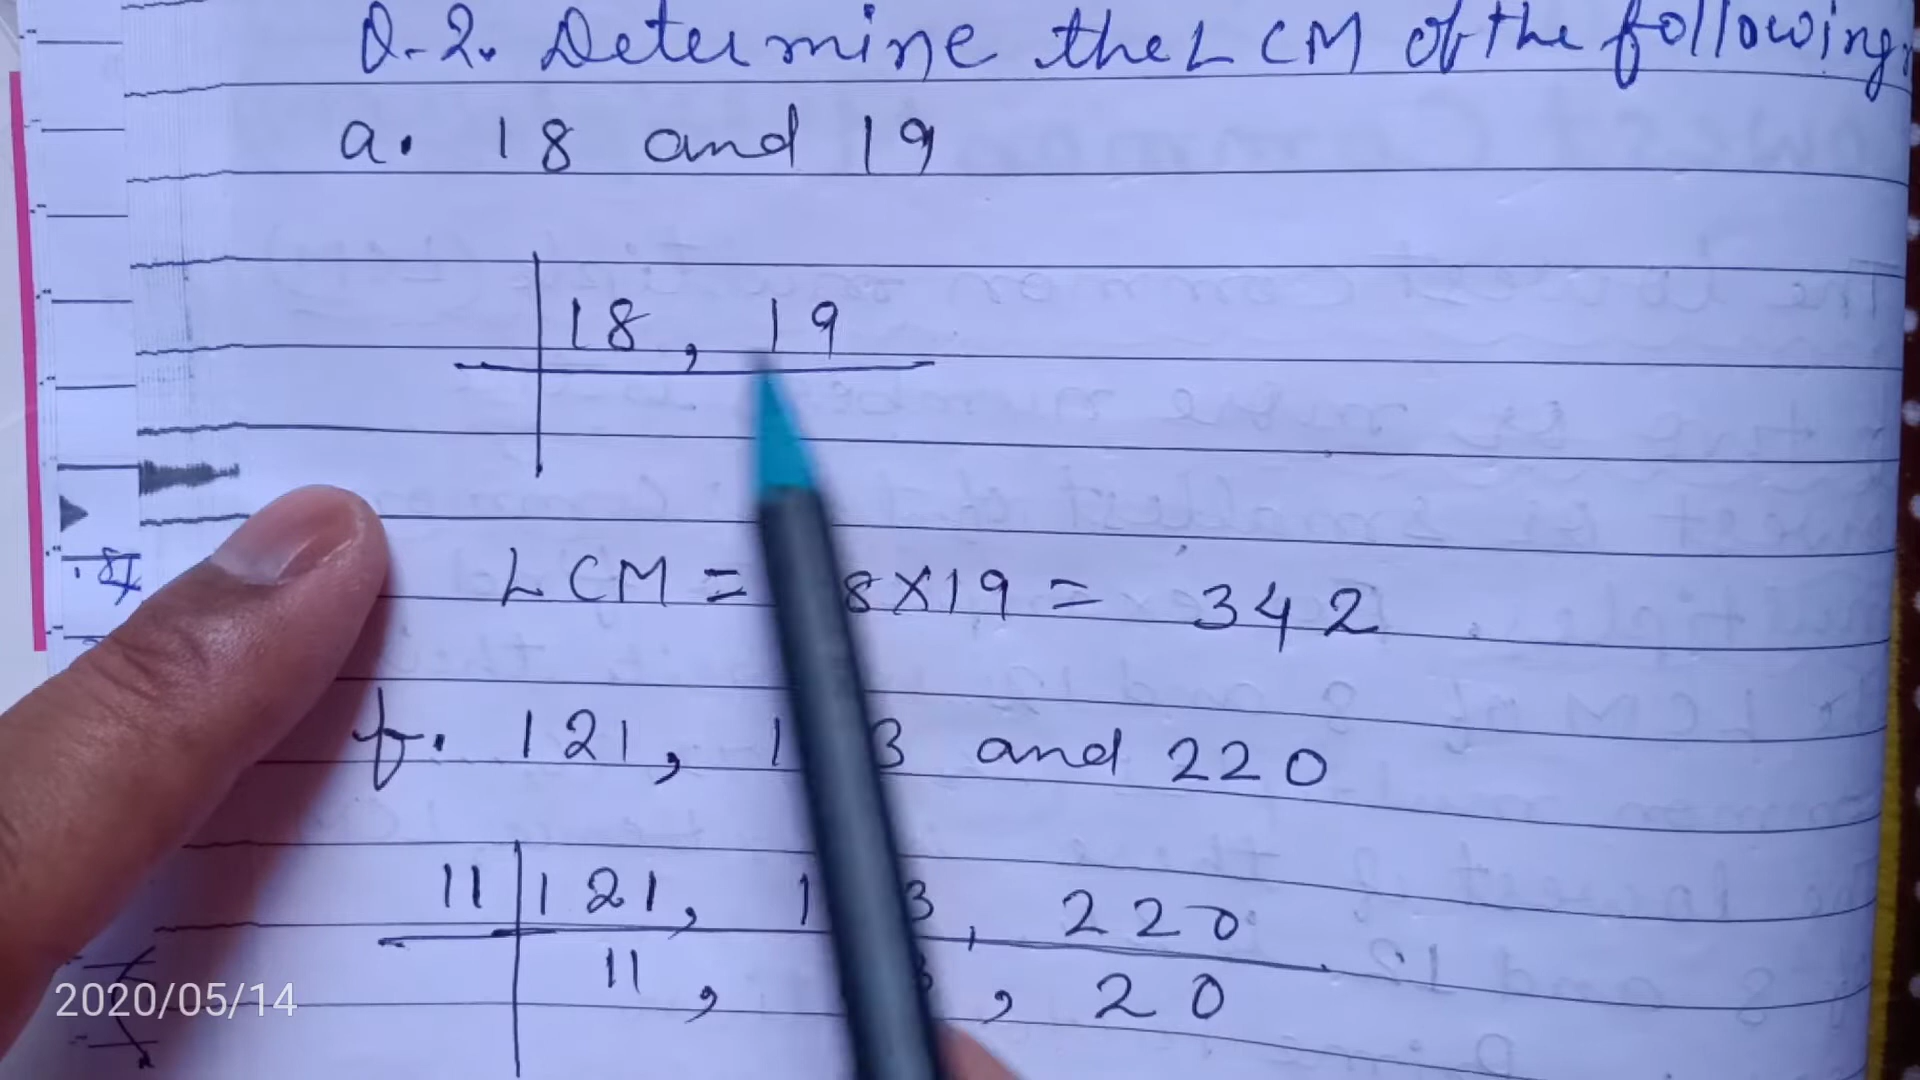 Q-2. Determine the LCM of the following.
a. 18 and 19
18, 19
LCM = 8×19 = 342
f. 121, 1 3 and 220
11 121, 1 3, 220
11, 3, 20
2020/05/14